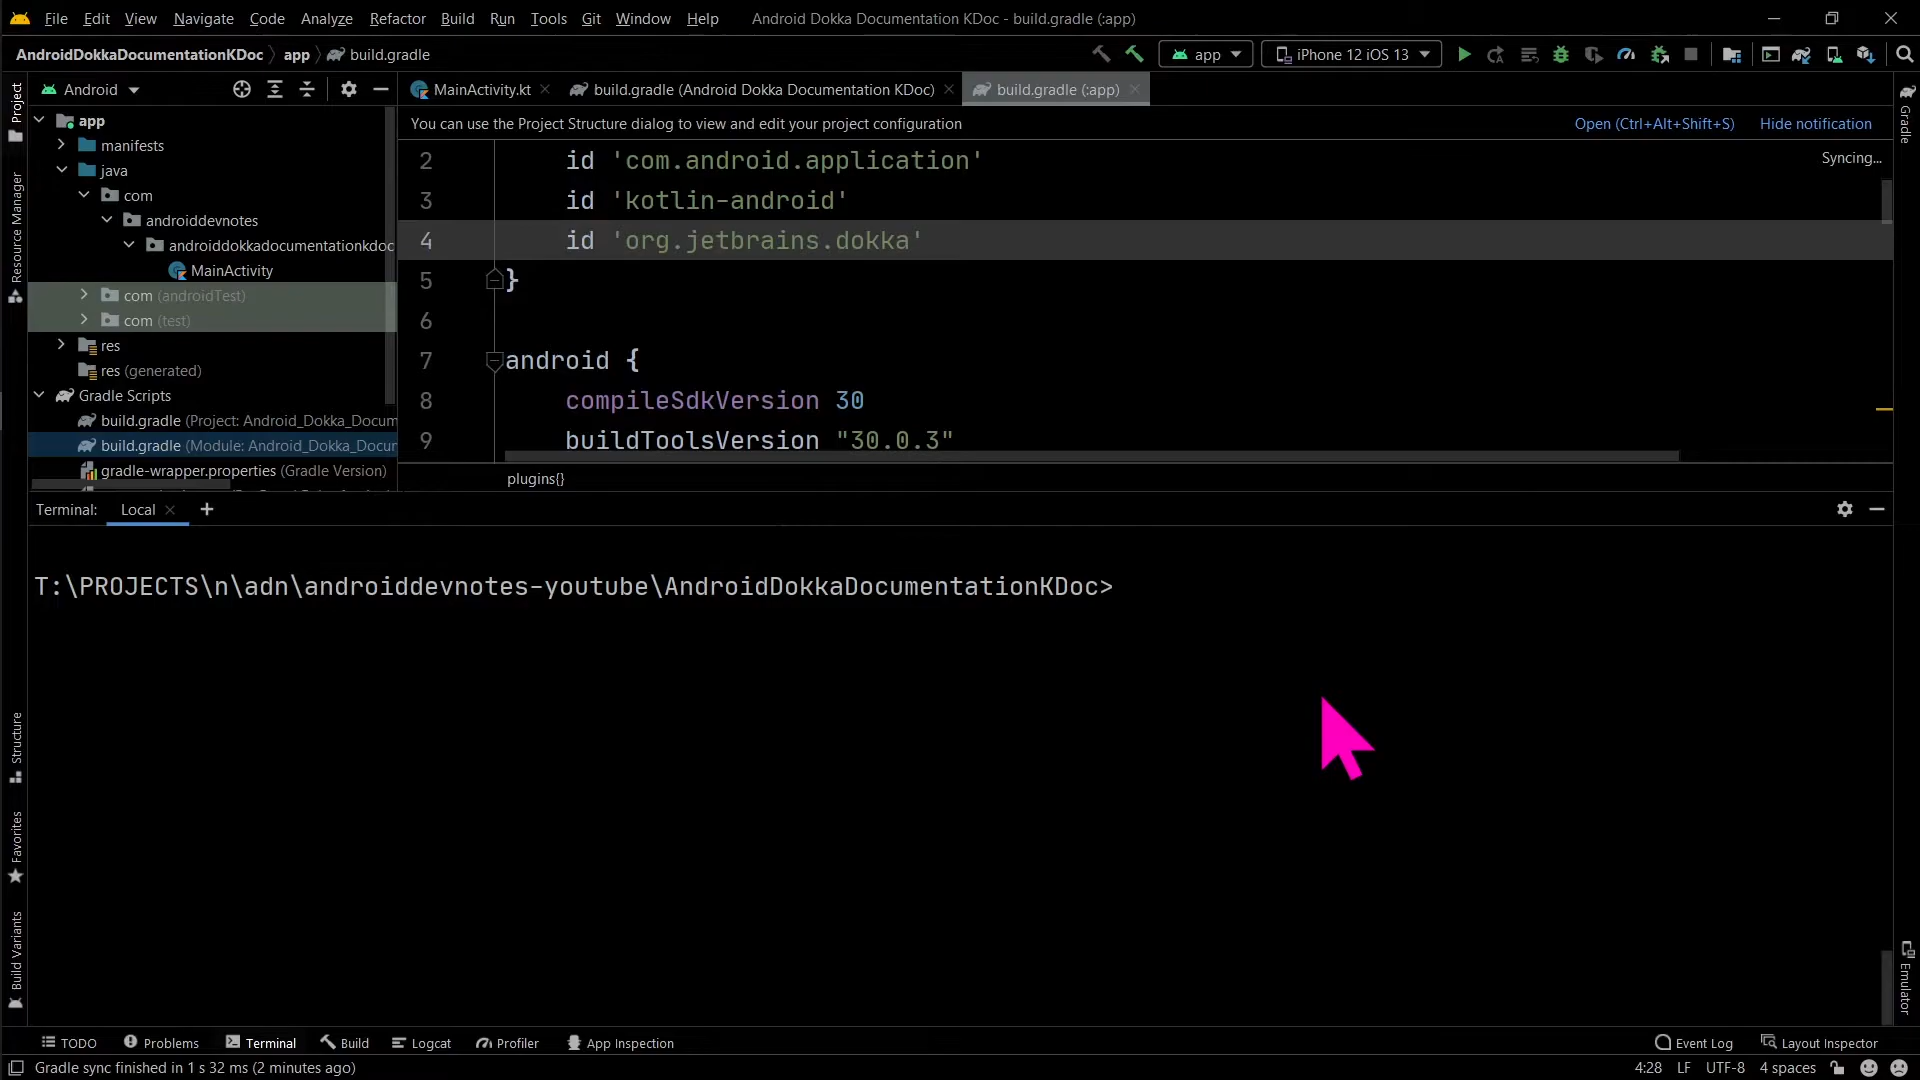 File Edit View Navigate Code Analyze Refactor Build Run Tools Git Window Help Android Dokka Documentation KDoc - build.gradle (:app)
AndroidDokkaDocumentationKDoc app build.gradle app iPhone 12 iOS 13
Project
Android
MainActivity.kt build.gradle (Android Dokka Documentation KDoc) build.gradle (:app)
Gradle
You can use the Project Structure dialog to view and edit your project configuration Open (Ctrl+Alt+Shift+S) Hide notification
Syncing...
app
manifests
java
com
androiddevnotes
androiddokkadocumentationkdoc
MainActivity
com (androidTest)
com (test)
res
res (generated)
Gradle Scripts
build.gradle (Project: Android_Dokka_Docum
build.gradle (Module: Android_Dokka_Docur
gradle-wrapper.properties (Gradle Version)
Resource Manager
2 id 'com.android.application'
3 id 'kotlin-android'
4 id 'org.jetbrains.dokka'
5 }
6
7 android {
8 compileSdkVersion 30
9 buildToolsVersion "30.0.3"
plugins{}
Terminal: Local
T:\PROJECTS\n\adn\androiddevnotes-youtube\AndroidDokkaDocumentationKDoc>
Structure
Favorites
Build Variants
Emulator
TODO Problems Terminal Build Logcat Profiler App Inspection Event Log Layout Inspector
Gradle sync finished in 1 s 32 ms (2 minutes ago) 4:28 LF UTF-8 4 spaces